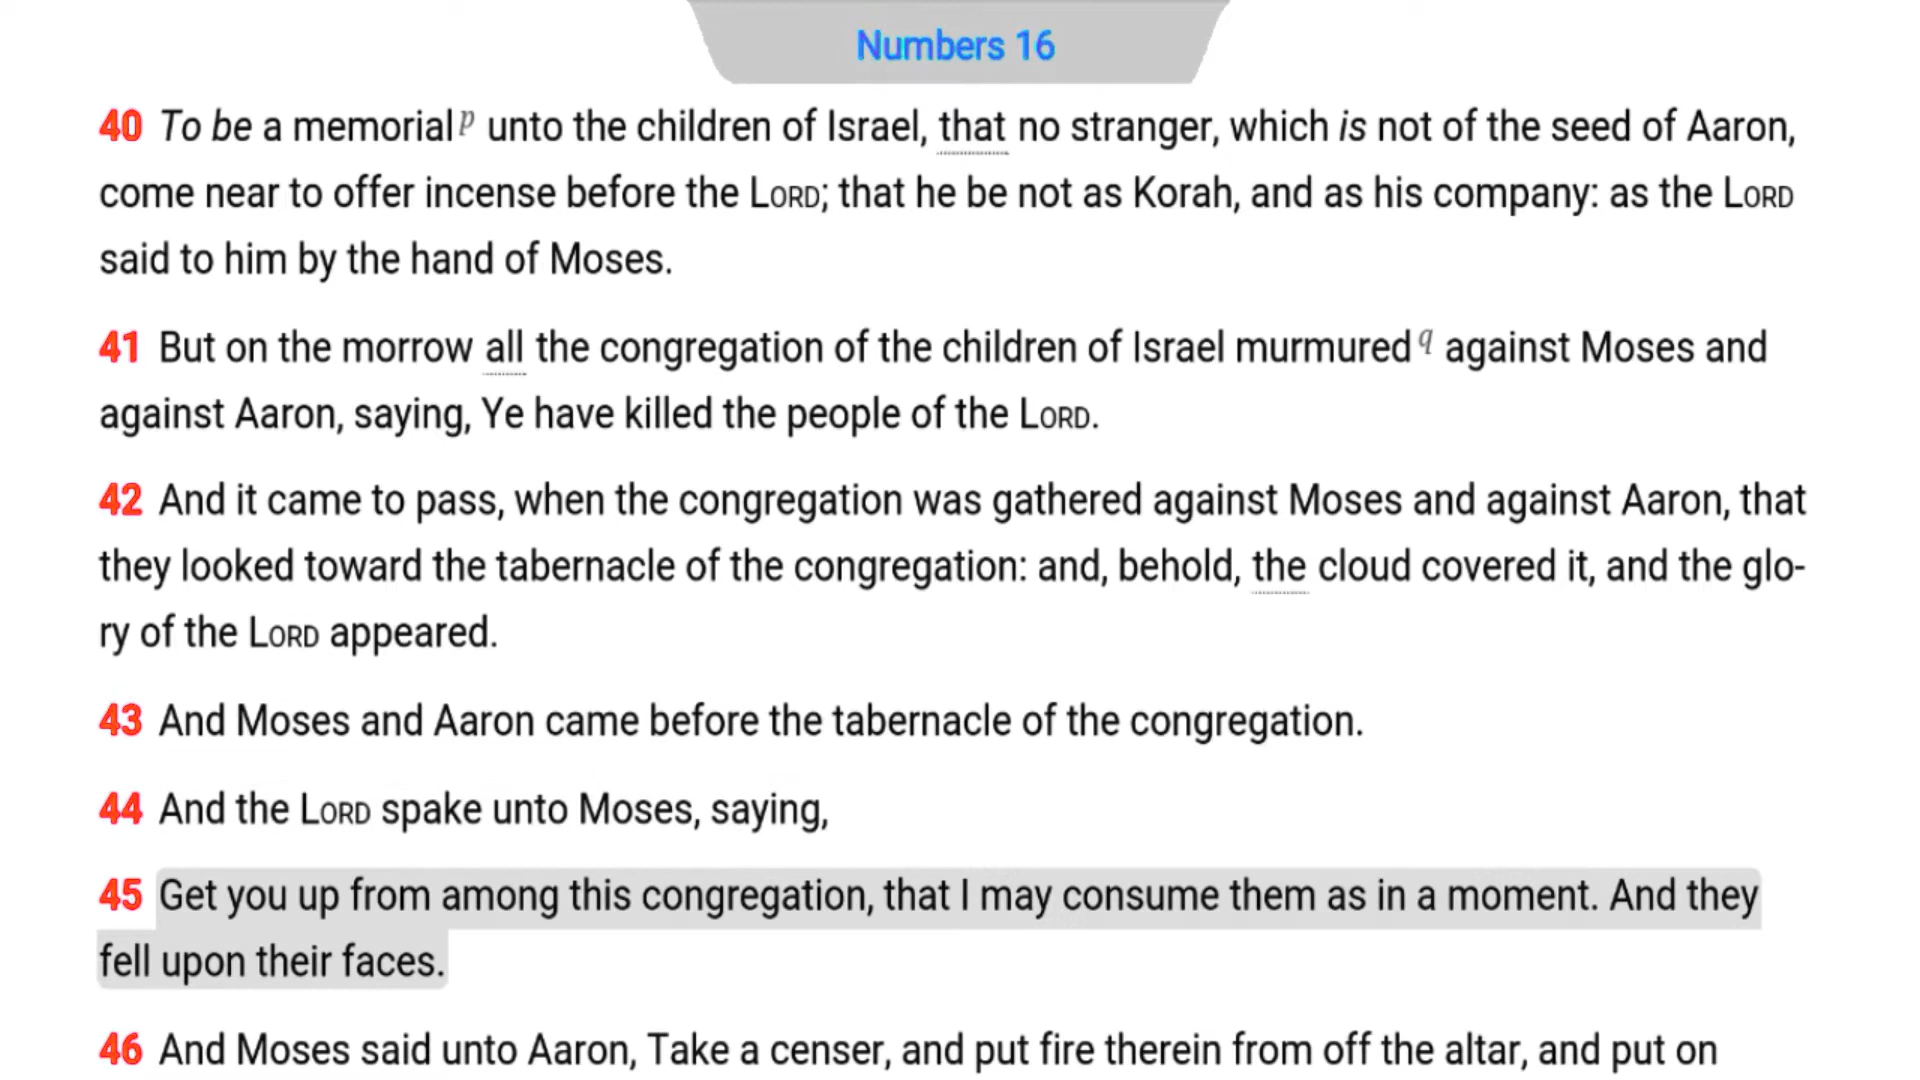 Numbers 16
40 To be a memorial p unto the children of Israel, that no stranger, which is not of the seed of Aaron,
come near to offer incense before the LORD; that he be not as Korah, and as his company: as the LORD
said to him by the hand of Moses.
41 But on the morrow all the congregation of the children of Israel murmured q against Moses and
against Aaron, saying, Ye have killed the people of the LORD.
42 And it came to pass, when the congregation was gathered against Moses and against Aaron, that
they looked toward the tabernacle of the congregation: and, behold, the cloud covered it, and the glo-
ry of the LORD appeared.
43 And Moses and Aaron came before the tabernacle of the congregation.
44 And the LORD spake unto Moses, saying,
45 Get you up from among this congregation, that I may consume them as in a moment. And they
fell upon their faces.
46 And Moses said unto Aaron, Take a censer, and put fire therein from off the altar, and put on